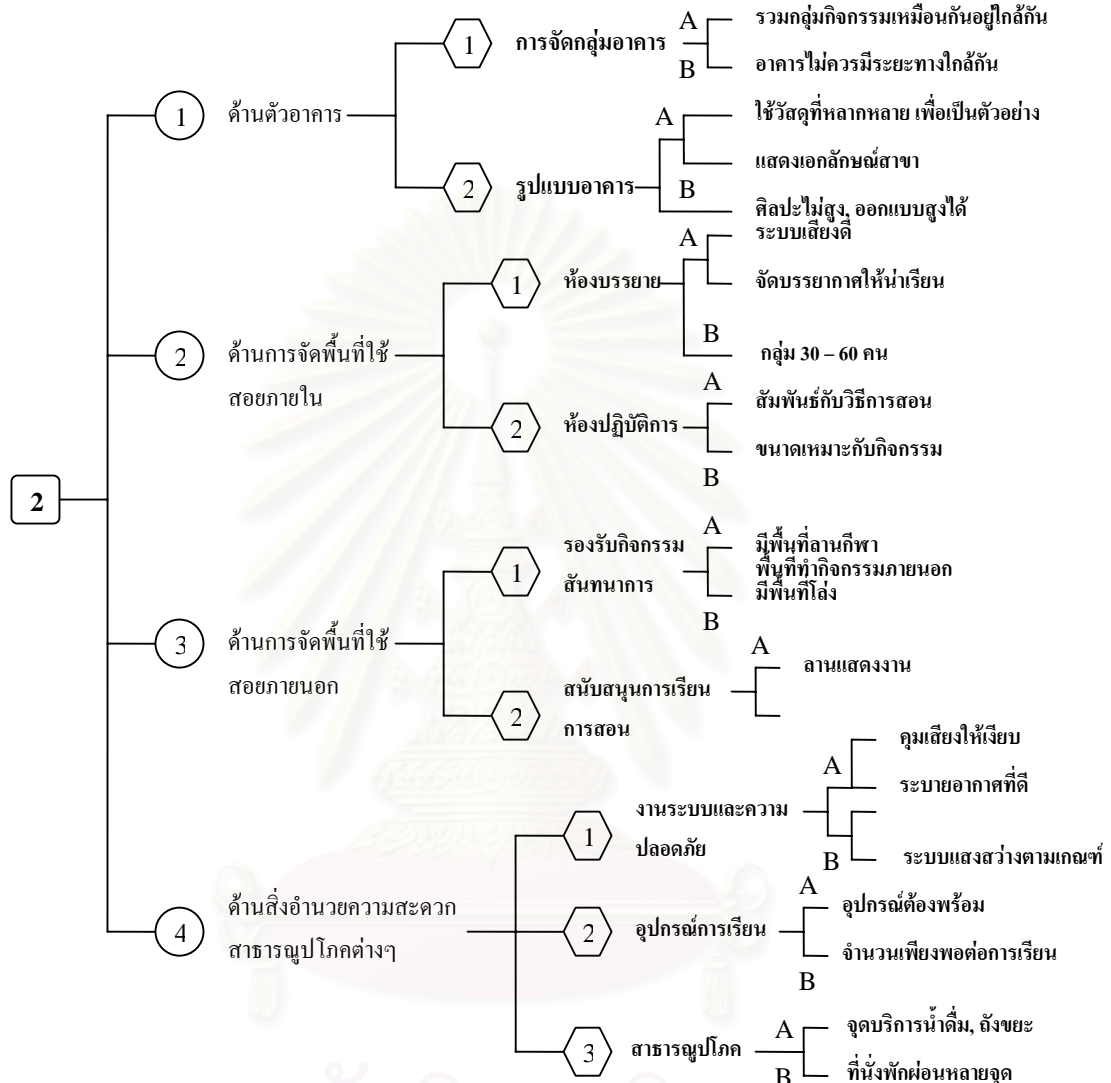 2
1
ด้านตัวอาคาร
1
การจัดกลุ่มอาคาร
A
รวมกลุ่มกิจกรรมเหมือนกันอยู่ใกล้กัน
B
อาคารไม่ควรมีระยะทางใกล้กัน
2
รูปแบบอาคาร
A
ใช้วัสดุที่หลากหลาย เพื่อเป็นตัวอย่าง
แสดงเอกลักษณ์สาขา
B
ศิลปะไม่สูง, ออกแบบสูงได้
2
ด้านการจัดพื้นที่ใช้
สอยภายใน
1
ห้องบรรยาย
A
ระบบเสียงดี
จัดบรรยากาศให้น่าเรียน
B
กลุ่ม 30 – 60 คน
2
ห้องปฏิบัติการ
A
สัมพันธ์กับวิธีการสอน
ขนาดเหมาะกับกิจกรรม
B
3
ด้านการจัดพื้นที่ใช้
สอยภายนอก
1
รองรับกิจกรรม
สันทนาการ
A
มีพื้นที่ลานกีฬา
พื้นที่ทำกิจกรรมภายนอก
มีพื้นที่โล่ง
B
2
สนับสนุนการเรียน
การสอน
A
ลานแสดงงาน
4
ด้านสิ่งอำนวยความสะดวก
สาธารณูปโภคต่างๆ
1
งานระบบและความ
ปลอดภัย
A
คุมเสียงให้เงียบ
ระบายอากาศที่ดี
B
ระบบแสงสว่างตามเกณฑ์
2
อุปกรณ์การเรียน
A
อุปกรณ์ต้องพร้อม
จำนวนเพียงพอต่อการเรียน
B
3
สาธารณูปโภค
A
จุดบริการน้ำดื่ม, ถังขยะ
B
ที่นั่งพักผ่อนหลายจุด